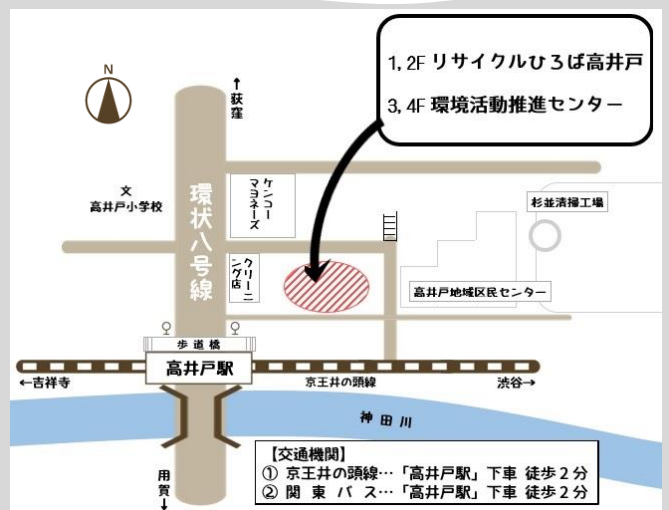 1, 2F リサイクルひろば高井戸
3, 4F 環境活動推進センター
N
↑荻窪
文
高井戸小学校
環状八号線
ケンコー
マヨネーズ
杉並清掃工場
クリーニ
ング店
高井戸地域区民センター
歩道橋
高井戸駅
←吉祥寺
京王井の頭線
渋谷→
神田川
用賀↓
【交通機関】
① 京王井の頭線…「高井戸駅」下車 徒歩2分
② 関 東 バ ス…「高井戸駅」下車 徒歩2分